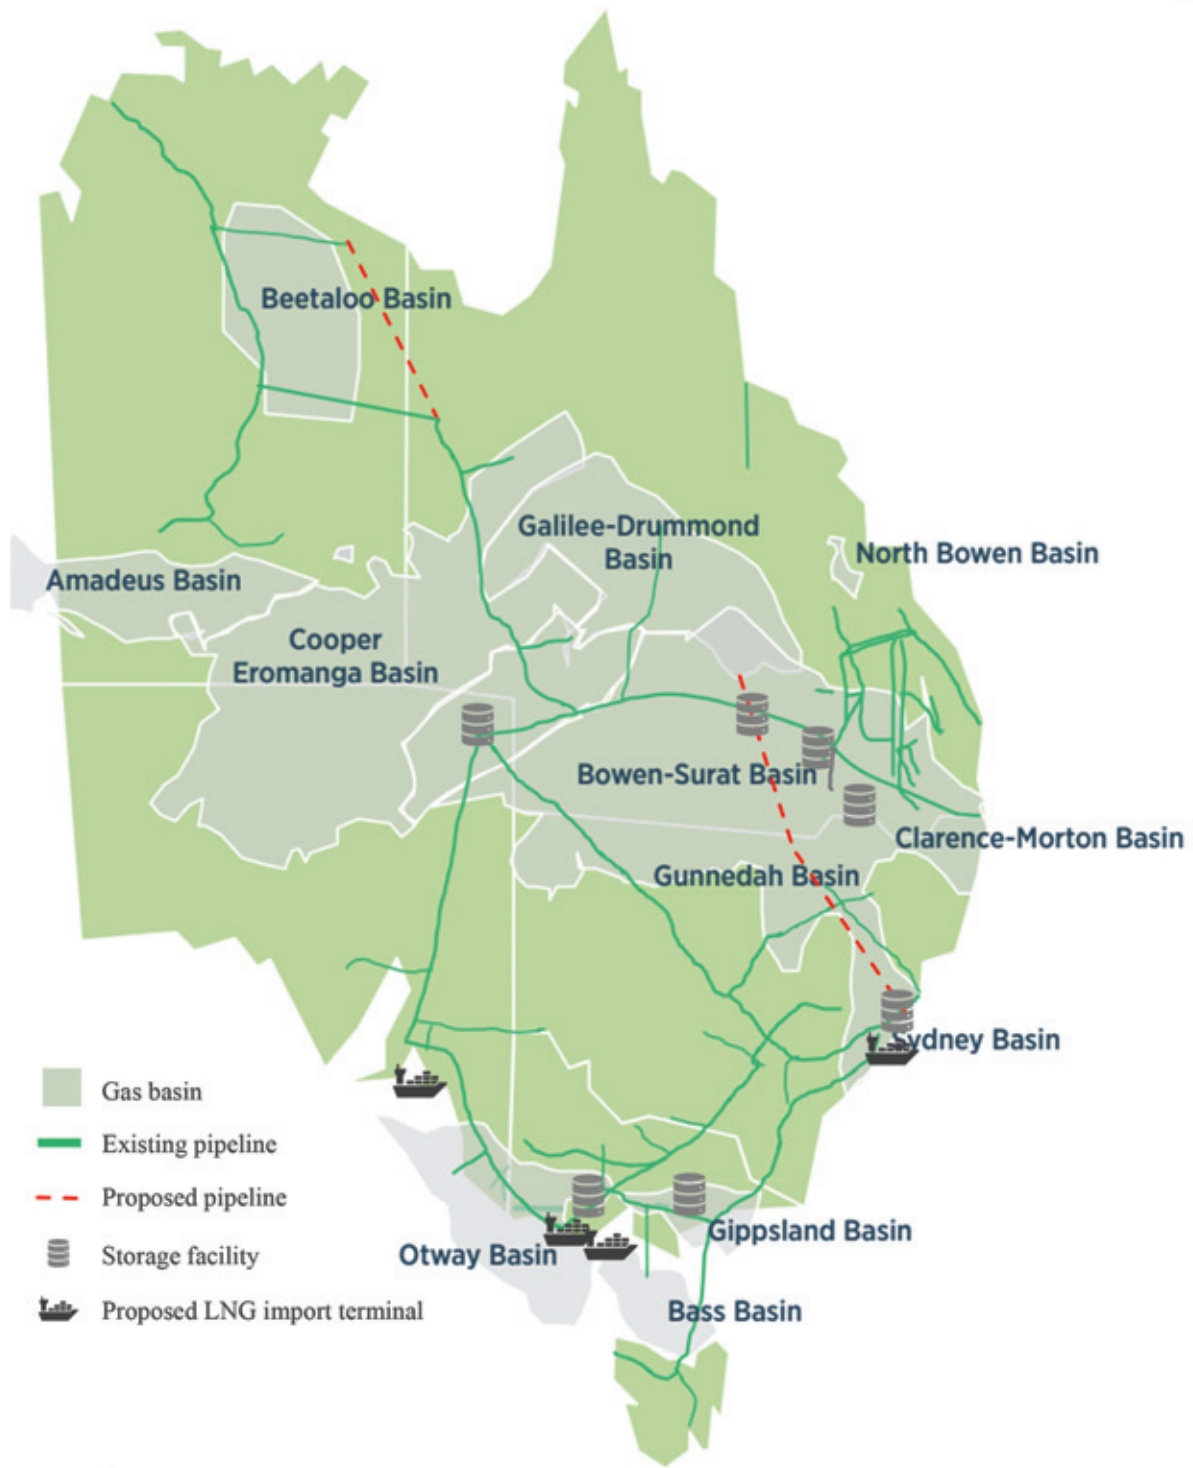 Beetaloo Basin
Galilee-Drummond
Basin
North Bowen Basin
Amadeus Basin
Cooper
Eromanga Basin
Bowen-Surat Basin
Clarence-Morton Basin
Gunnedah Basin
Sydney Basin
Gas basin
Existing pipeline
Proposed pipeline
Storage facility
Proposed LNG import terminal
Gippsland Basin
Otway Basin
Bass Basin